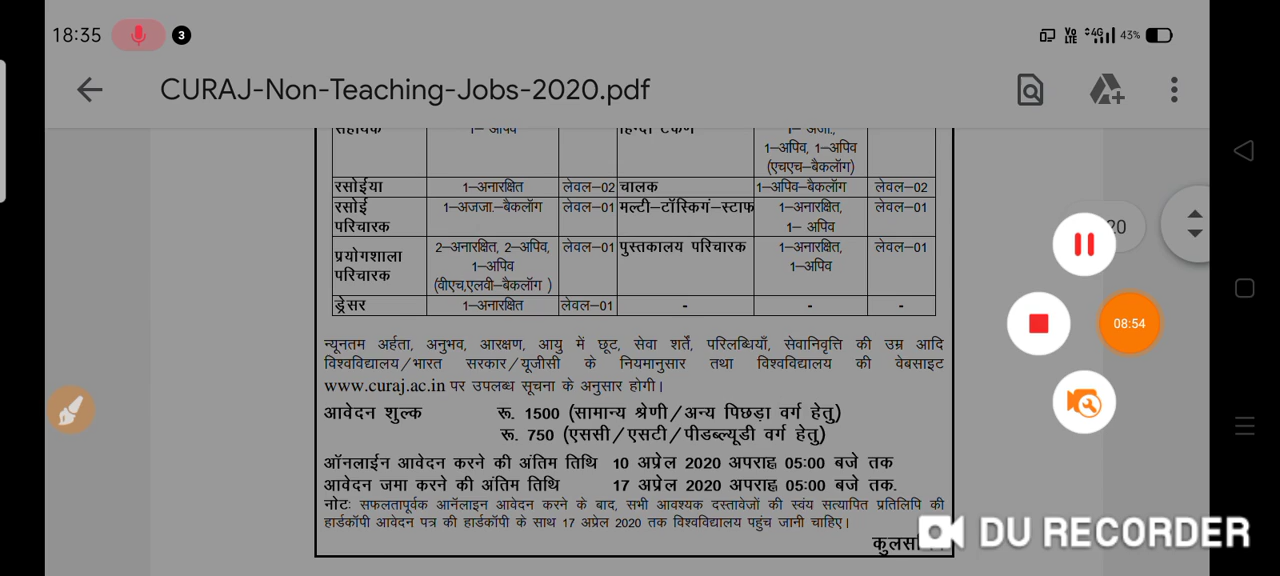 18:35 3 4G 43%
CURAJ-Non-Teaching-Jobs-2020.pdf
सहायक 1–अपिव हिन्दी टंकण 1–अजा.,
1–अपिव, 1–अपिव
(एचएच–बैकलॉग)
रसोईया 1–अनारक्षित लेवल–02 चालक 1–अपिव–बैकलॉग लेवल–02
रसोई 1–अजजा.–बैकलॉग लेवल–01 मल्टी–टॉस्किगं–स्टाफ 1–अनारक्षित, लेवल–01
परिचारक 1– अपिव
प्रयोगशाला 2–अनारक्षित, 2–अपिव, लेवल–01 पुस्तकालय परिचारक 1–अनारक्षित, लेवल–01
परिचारक 1–अपिव 1–अपिव
(वीएच,एलवी–बैकलॉग )
ड्रेसर 1–अनारक्षित लेवल–01 - - -
न्यूनतम अर्हता, अनुभव, आरक्षण, आयु में छूट, सेवा शर्तें, परिलब्धियाँ, सेवानिवृत्ति की उम्र आदि
विश्वविद्यालय/भारत सरकार/यूजीसी के नियमानुसार तथा विश्वविद्यालय की वेबसाइट
www.curaj.ac.in पर उपलब्ध सूचना के अनुसार होगी।
आवेदन शुल्क रू. 1500 (सामान्य श्रेणी/अन्य पिछड़ा वर्ग हेतु)
रू. 750 (एससी/एसटी/पीडब्ल्यूडी वर्ग हेतु)
ऑनलाईन आवेदन करने की अंतिम तिथि 10 अप्रेल 2020 अपराह्न 05:00 बजे तक
आवेदन जमा करने की अंतिम तिथि 17 अप्रेल 2020 अपराह्न 05:00 बजे तक.
नोटः सफलतापूर्वक आनॅलाइन आवेदन करने के बाद, सभी आवश्यक दस्तावेजों की स्वंय सत्यापित प्रतिलिपि की
हार्डकॉपी आवेदन पत्र की हार्डकॉपी के साथ 17 अप्रेल 2020 तक विश्वविद्यालय पहुंच जानी चाहिए।
20
08:54
DU RECORDER